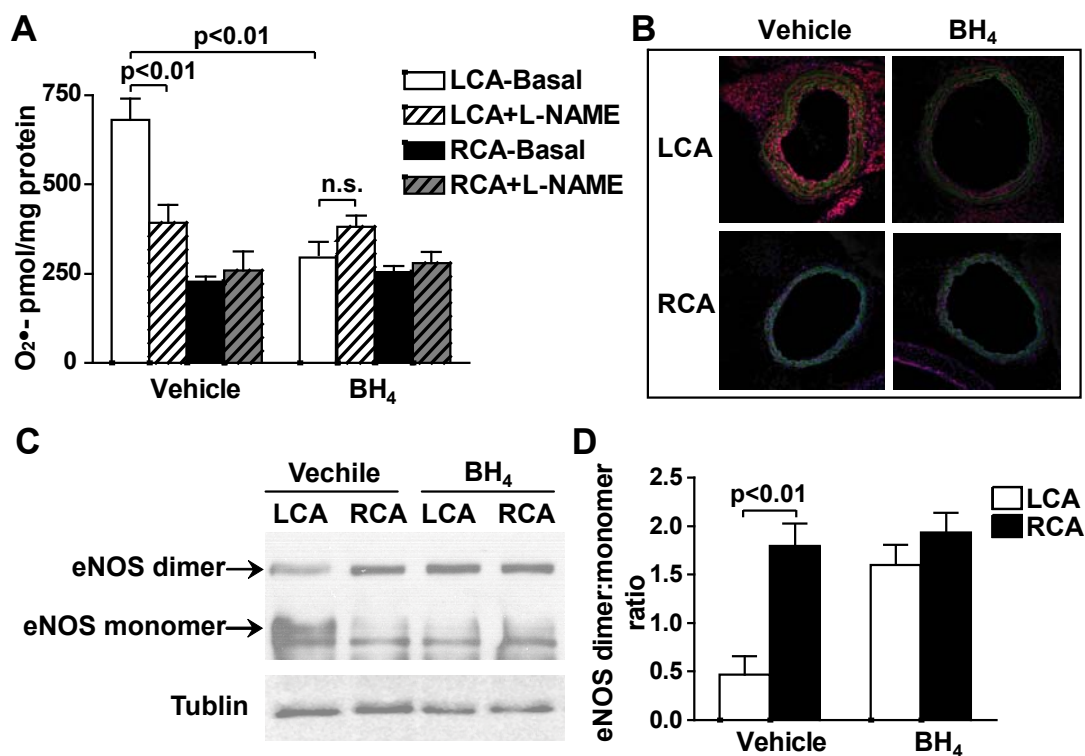 A
p<0.01
p<0.01
n.s.
O₂•- pmol/mg protein
750
500
250
0
LCA-Basal
LCA+L-NAME
RCA-Basal
RCA+L-NAME
Vehicle
BH₄
B
Vehicle
BH₄
LCA
RCA
C
Vechile
BH₄
LCA RCA LCA RCA
eNOS dimer
eNOS monomer
Tublin
D
eNOS dimer:monomer
ratio
2.5
2.0
1.5
1.0
0.5
0.0
p<0.01
LCA
RCA
Vehicle
BH₄